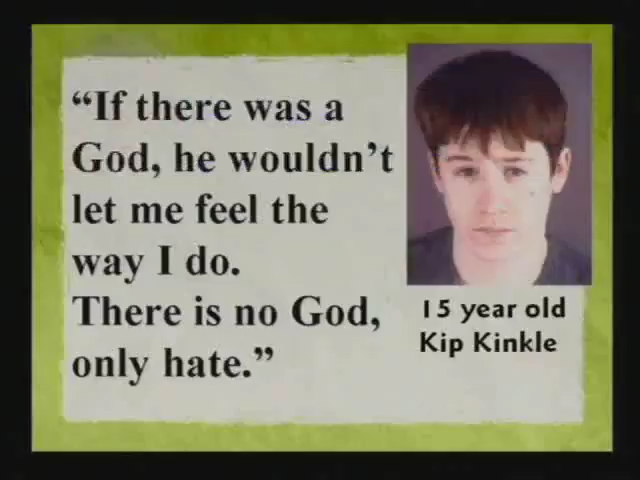 “If there was a
God, he wouldn’t
let me feel the
way I do.
There is no God,
only hate.”
15 year old
Kip Kinkle